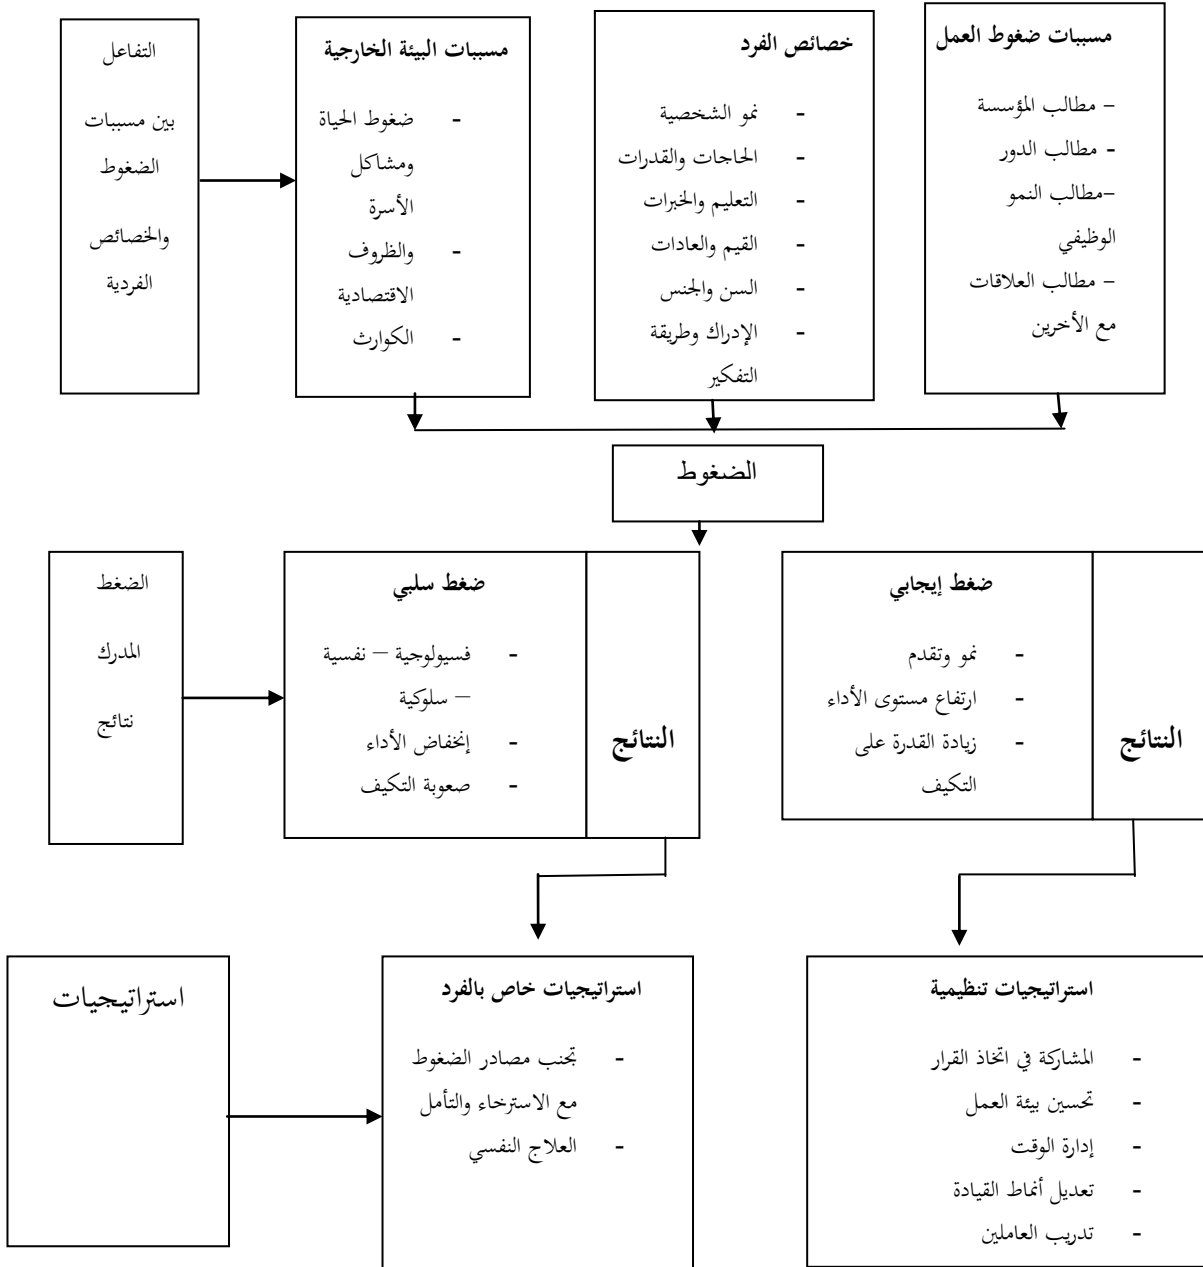 مسببات ضغوط العمل
– مطالب المؤسسة
- مطالب الدور
–مطالب النمو
الوظيفي
– مطالب العلاقات
مع الأخرين
خصائص الفرد
- نمو الشخصية
- الحاجات والقدرات
- التعليم والخبرات
- القيم والعادات
- السن والجنس
- الإدراك وطريقة
التفكير
مسببات البيئة الخارجية
- ضغوط الحياة
ومشاكل
الأسرة
- والظروف
الاقتصادية
- الكوارث
التفاعل
بين مسببات
الضغوط
والخصائص
الفردية
الضغوط
النتائج
ضغط إيجابي
- نمو وتقدم
- ارتفاع مستوى الأداء
- زيادة القدرة على
التكيف
النتائج
ضغط سلبي
- فسيولوجية – نفسية
– سلوكية
- إنخفاض الأداء
- صعوبة التكيف
الضغط
المدرك
نتائج
استراتيجيات تنظيمية
- المشاركة في اتخاذ القرار
- تحسين بيئة العمل
- إدارة الوقت
- تعديل أنماط القيادة
- تدريب العاملين
استراتيجيات خاص بالفرد
- تجنب مصادر الضغوط
مع الاسترخاء والتأمل
- العلاج النفسي
استراتيجيات